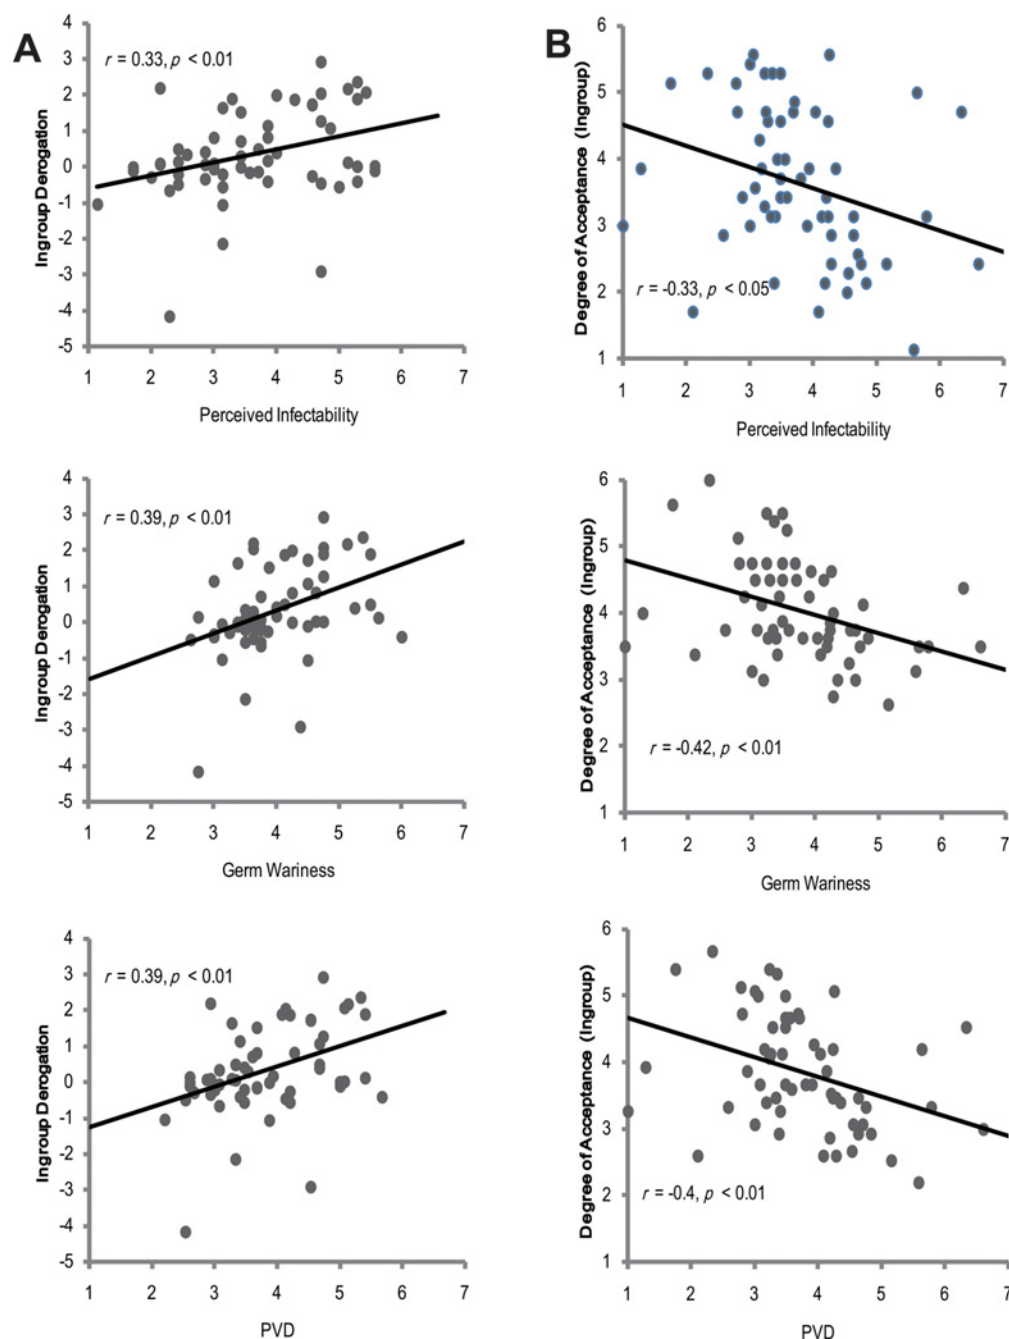 A
B
4
3
2
1
0
-1
-2
-3
-4
-5
Ingroup Derogation
r = 0.33, p < 0.01
1 2 3 4 5 6 7
Perceived Infectability
6
5
4
3
2
1
Degree of Acceptance (Ingroup)
r = -0.33, p < 0.05
1 2 3 4 5 6 7
Perceived Infectability
4
3
2
1
0
-1
-2
-3
-4
-5
Ingroup Derogation
r = 0.39, p < 0.01
1 2 3 4 5 6 7
Germ Wariness
6
5
4
3
2
1
Degree of Acceptance (Ingroup)
r = -0.42, p < 0.01
1 2 3 4 5 6 7
Germ Wariness
4
3
2
1
0
-1
-2
-3
-4
-5
Ingroup Derogation
r = 0.39, p < 0.01
1 2 3 4 5 6 7
PVD
6
5
4
3
2
1
Degree of Acceptance (Ingroup)
r = -0.4, p < 0.01
1 2 3 4 5 6 7
PVD